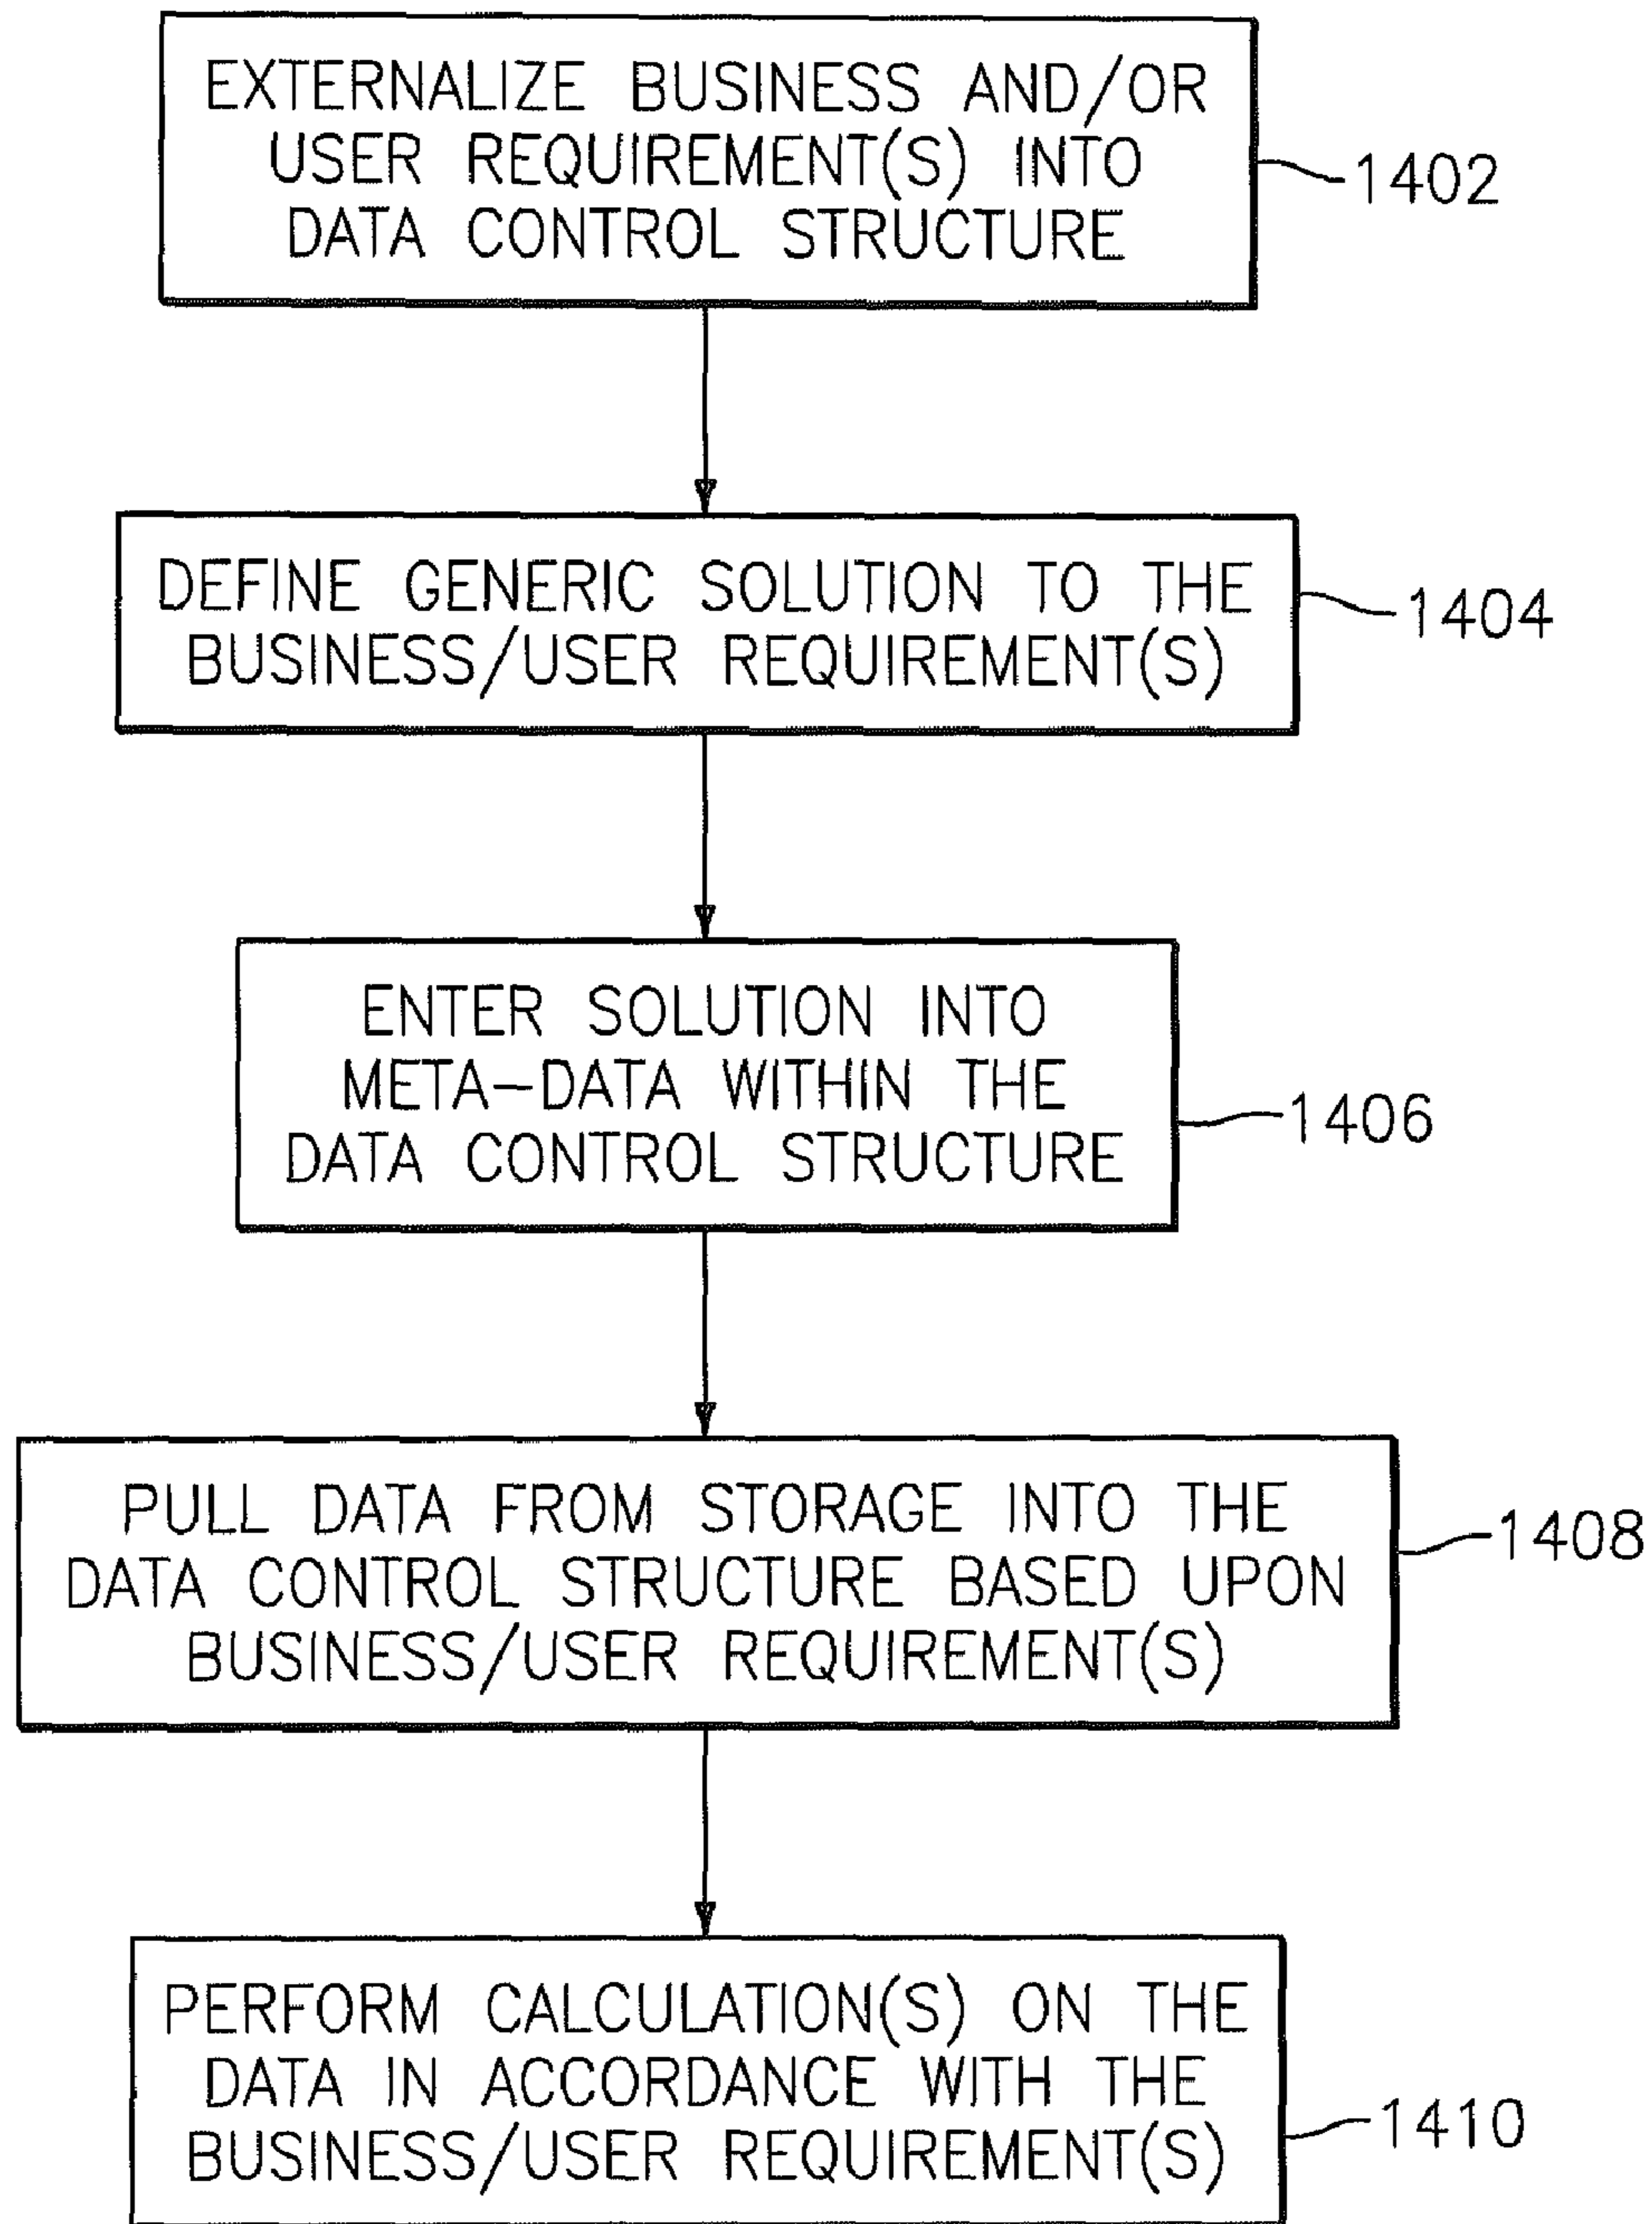 EXTERNALIZE BUSINESS AND/OR
USER REQUIREMENT(S) INTO
DATA CONTROL STRUCTURE
1402
DEFINE GENERIC SOLUTION TO THE
BUSINESS/USER REQUIREMENT(S)
1404
ENTER SOLUTION INTO
META-DATA WITHIN THE
DATA CONTROL STRUCTURE
1406
PULL DATA FROM STORAGE INTO THE
DATA CONTROL STRUCTURE BASED UPON
BUSINESS/USER REQUIREMENT(S)
1408
PERFORM CALCULATION(S) ON THE
DATA IN ACCORDANCE WITH THE
BUSINESS/USER REQUIREMENT(S)
1410